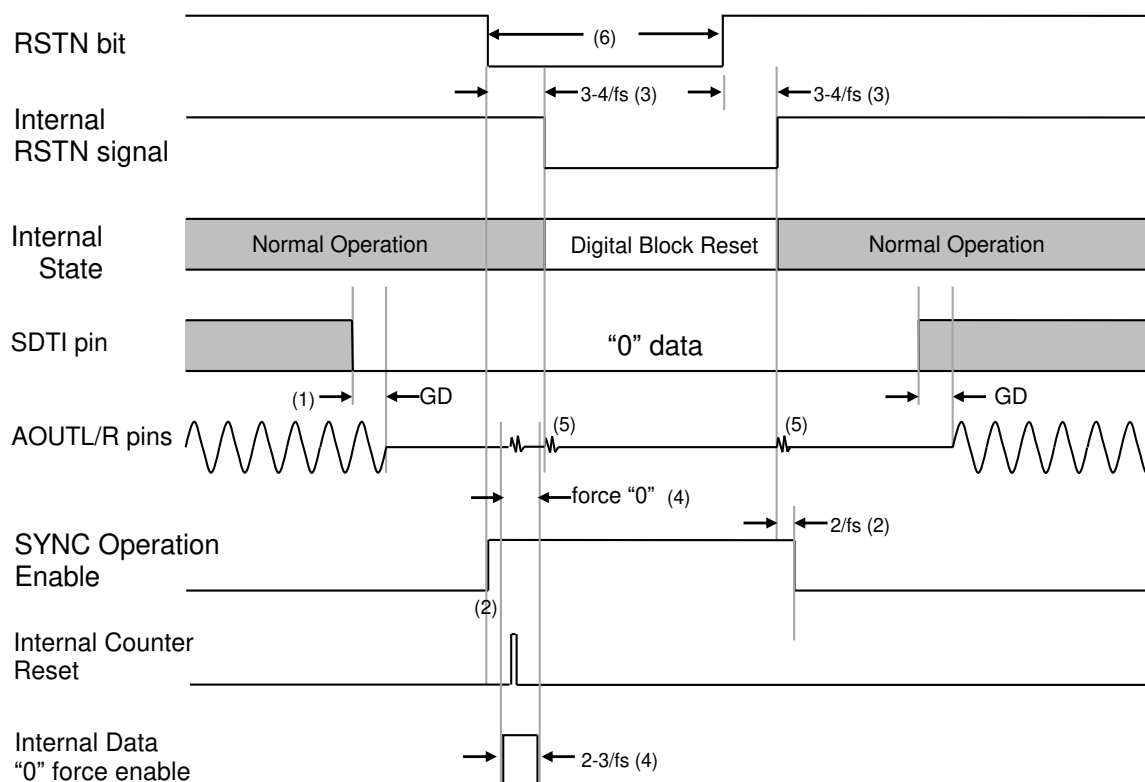 RSTN bit
(6)
3-4/fs (3)
3-4/fs (3)
Internal
RSTN signal
Internal
State
Normal Operation
Digital Block Reset
Normal Operation
SDTI pin
“0” data
(1)
GD
GD
AOUTL/R pins
(5)
(5)
force “0” (4)
2/fs (2)
SYNC Operation
Enable
(2)
Internal Counter
Reset
Internal Data
“0” force enable
2-3/fs (4)